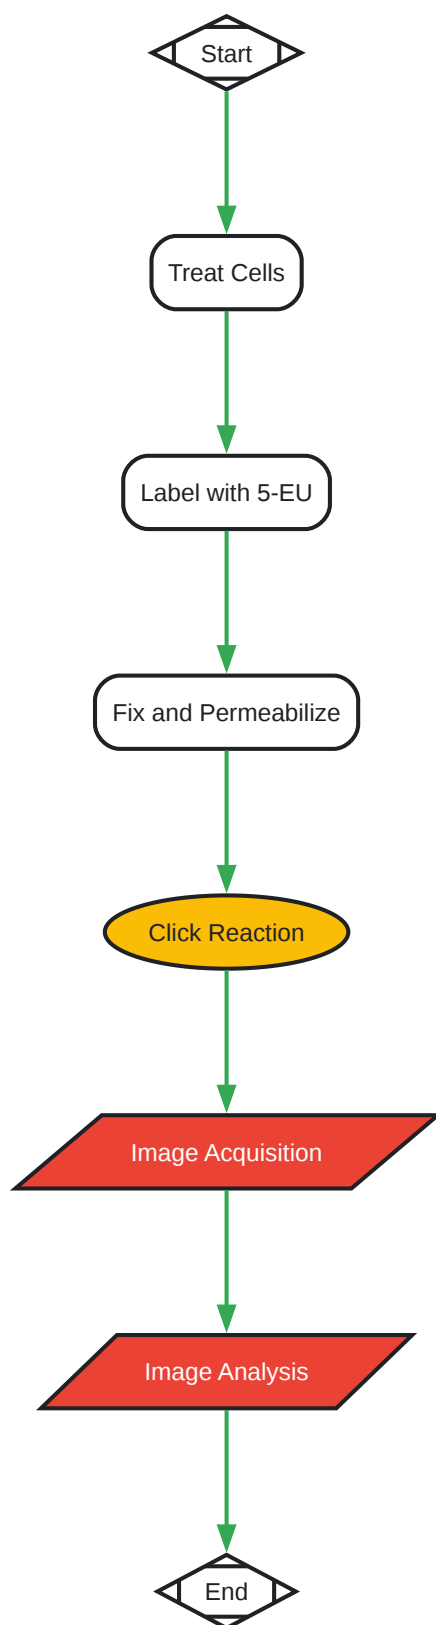 Start
Treat Cells
Label with 5-EU
Fix and Permeabilize
Click Reaction
Image Acquisition
Image Analysis
End